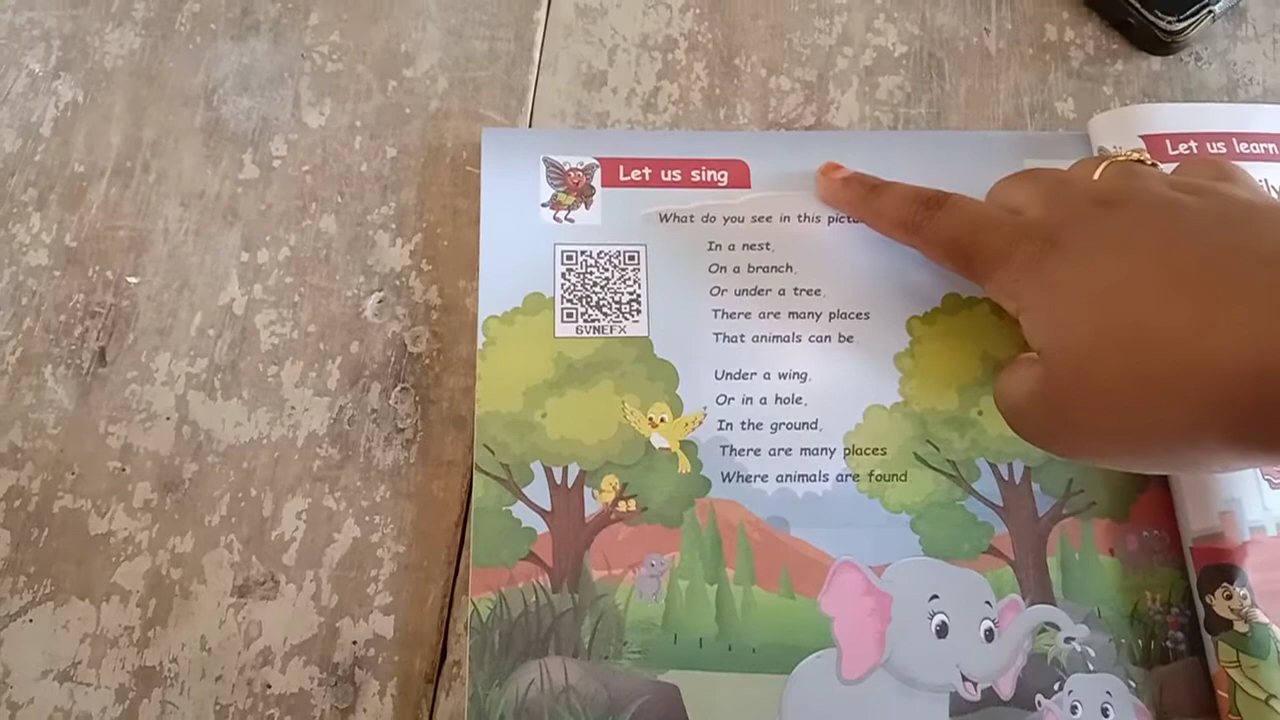 Let us sing
What do you see in this
In a nest,
On a branch,
Or under a tree,
There are many places
That animals can be
Under a wing,
Or in a hole,
In the ground,
There are many places
Where animals are found
6VNEFX
Let us learn